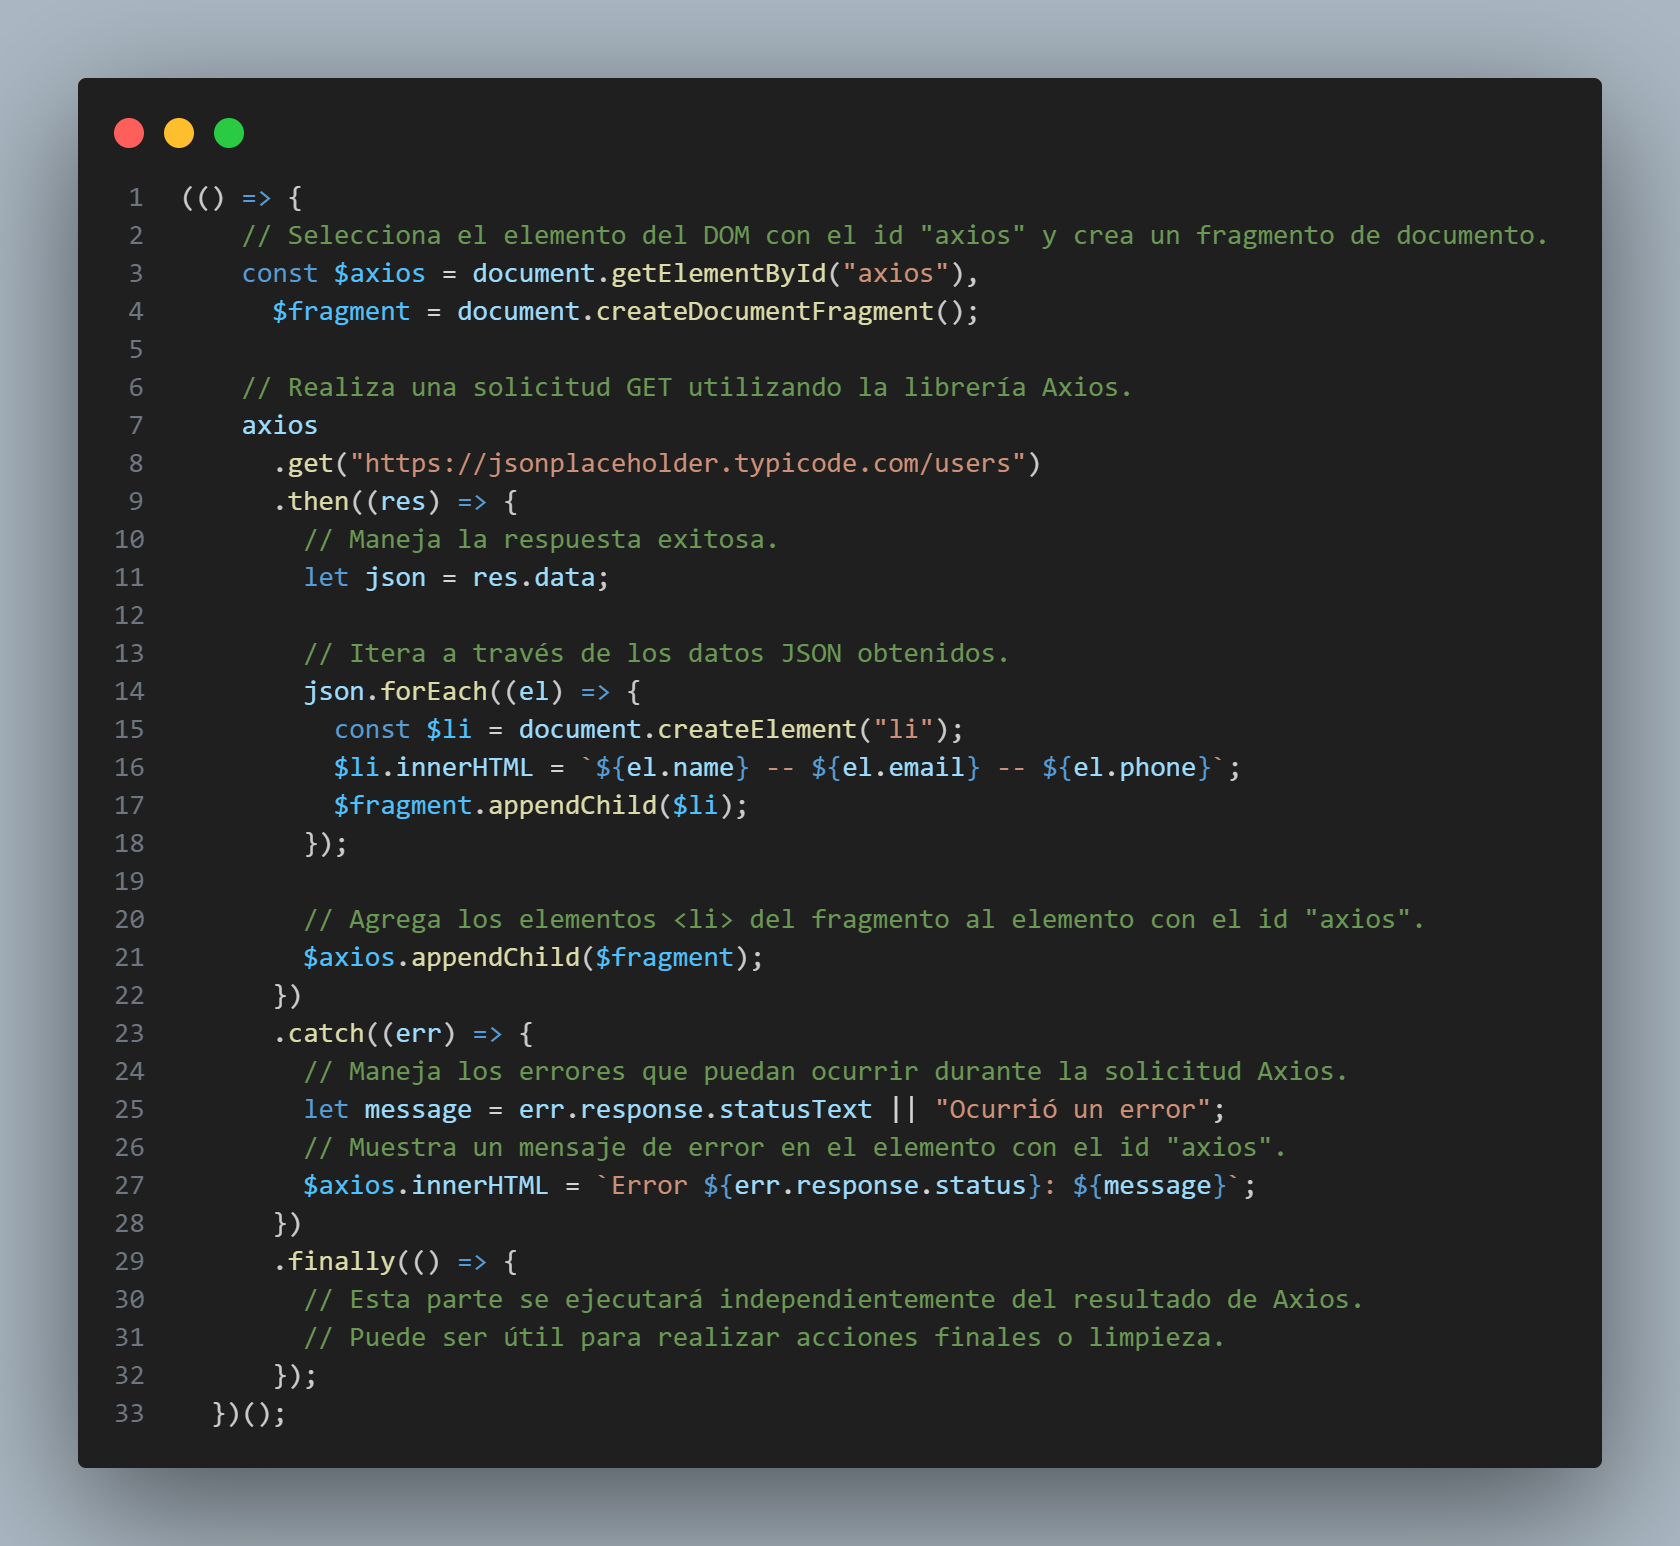 1 (() => {
2 // Selecciona el elemento del DOM con el id "axios" y crea un fragmento de documento.
3 const $axios = document.getElementById("axios"),
4 $fragment = document.createDocumentFragment();
5
6 // Realiza una solicitud GET utilizando la librería Axios.
7 axios
8 .get("https://jsonplaceholder.typicode.com/users")
9 .then((res) => {
10 // Maneja la respuesta exitosa.
11 let json = res.data;
12
13 // Itera a través de los datos JSON obtenidos.
14 json.forEach((el) => {
15 const $li = document.createElement("li");
16 $li.innerHTML = `${el.name} -- ${el.email} -- ${el.phone}`;
17 $fragment.appendChild($li);
18 });
19
20 // Agrega los elementos <li> del fragmento al elemento con el id "axios".
21 $axios.appendChild($fragment);
22 })
23 .catch((err) => {
24 // Maneja los errores que puedan ocurrir durante la solicitud Axios.
25 let message = err.response.statusText || "Ocurrió un error";
26 // Muestra un mensaje de error en el elemento con el id "axios".
27 $axios.innerHTML = `Error ${err.response.status}: ${message}`;
28 })
29 .finally(() => {
30 // Esta parte se ejecutará independientemente del resultado de Axios.
31 // Puede ser útil para realizar acciones finales o limpieza.
32 });
33 })();